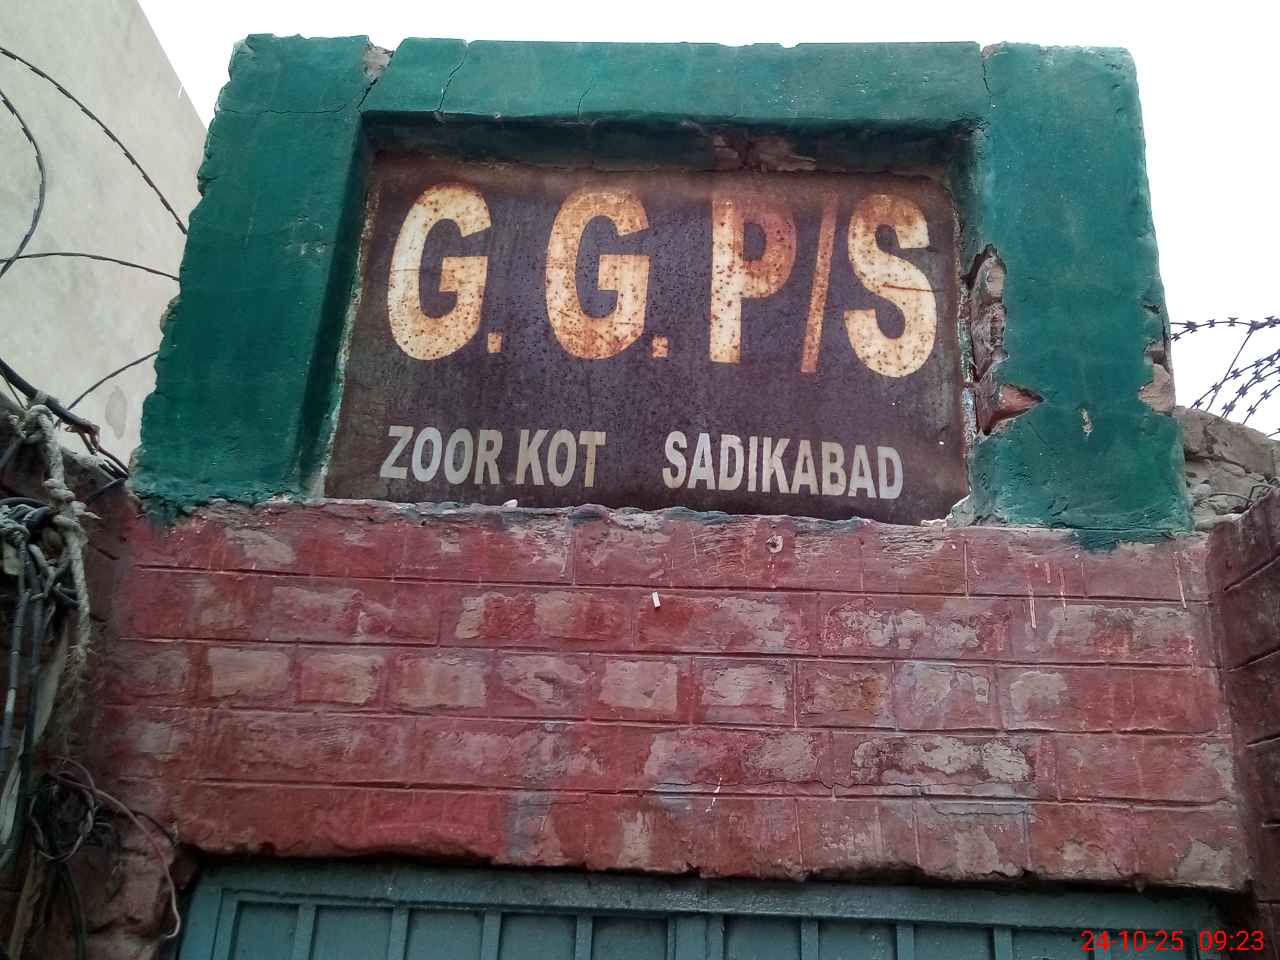 G.G.P/S
ZOOR KOT SADIKABAD
24-10-25 09:23